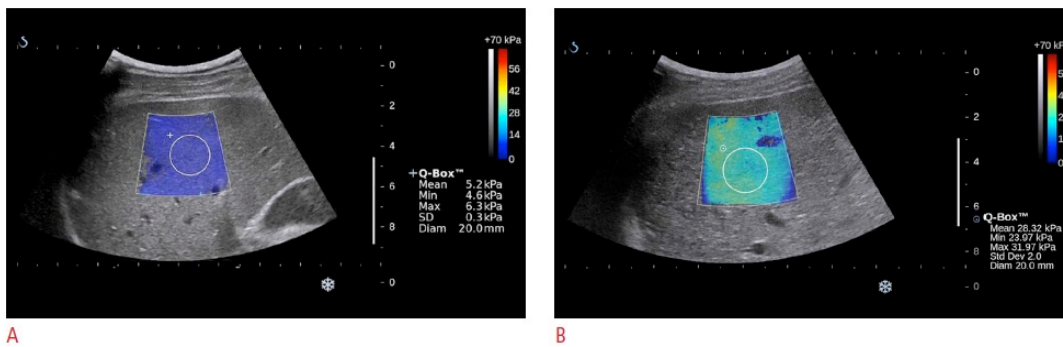 +70 kPa
56
42
28
14
0
0
2
4
6
8
0
+Q-Box™
Mean 5.2 kPa
Min 4.6 kPa
Max 6.3 kPa
SD 0.3 kPa
Diam 20.0 mm
A
+70 kPa
0
2
4
6
8
0
Q-Box™
Mean 28.32 kPa
Min 23.97 kPa
Max 31.97 kPa
Std Dev 2.0
Diam 20.0 mm
B